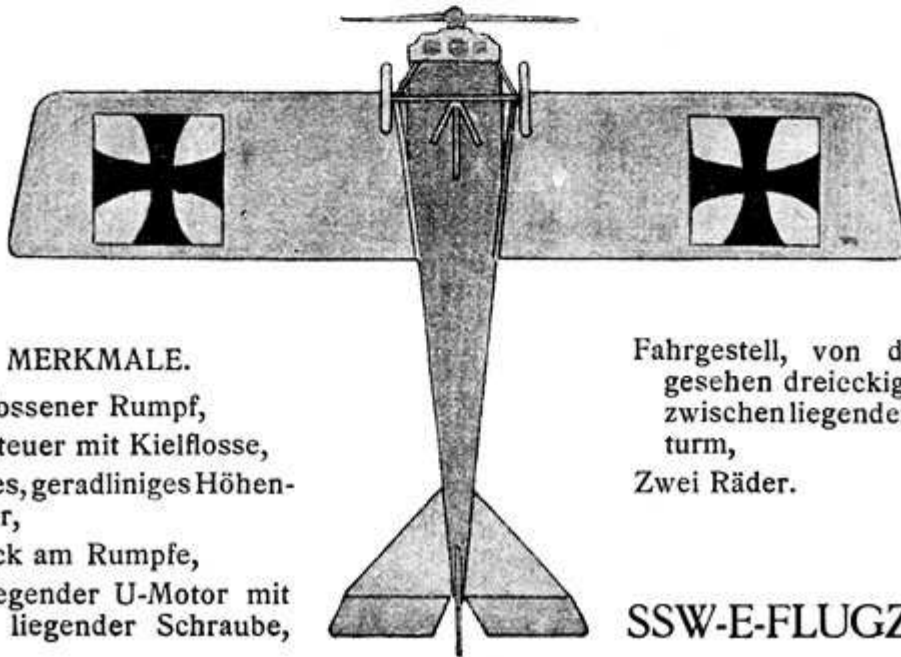 MERKMALE.
ossener Rumpf,
teuer mit Kielflosse,
es, geradliniges Höhen-
r,
ck am Rumpfe,
egender U-Motor mit
liegender Schraube,
Fahrgestell, von d
gesehen dreieckig
zwischen liegende
turm,
Zwei Räder.
SSW-E-FLUGZ